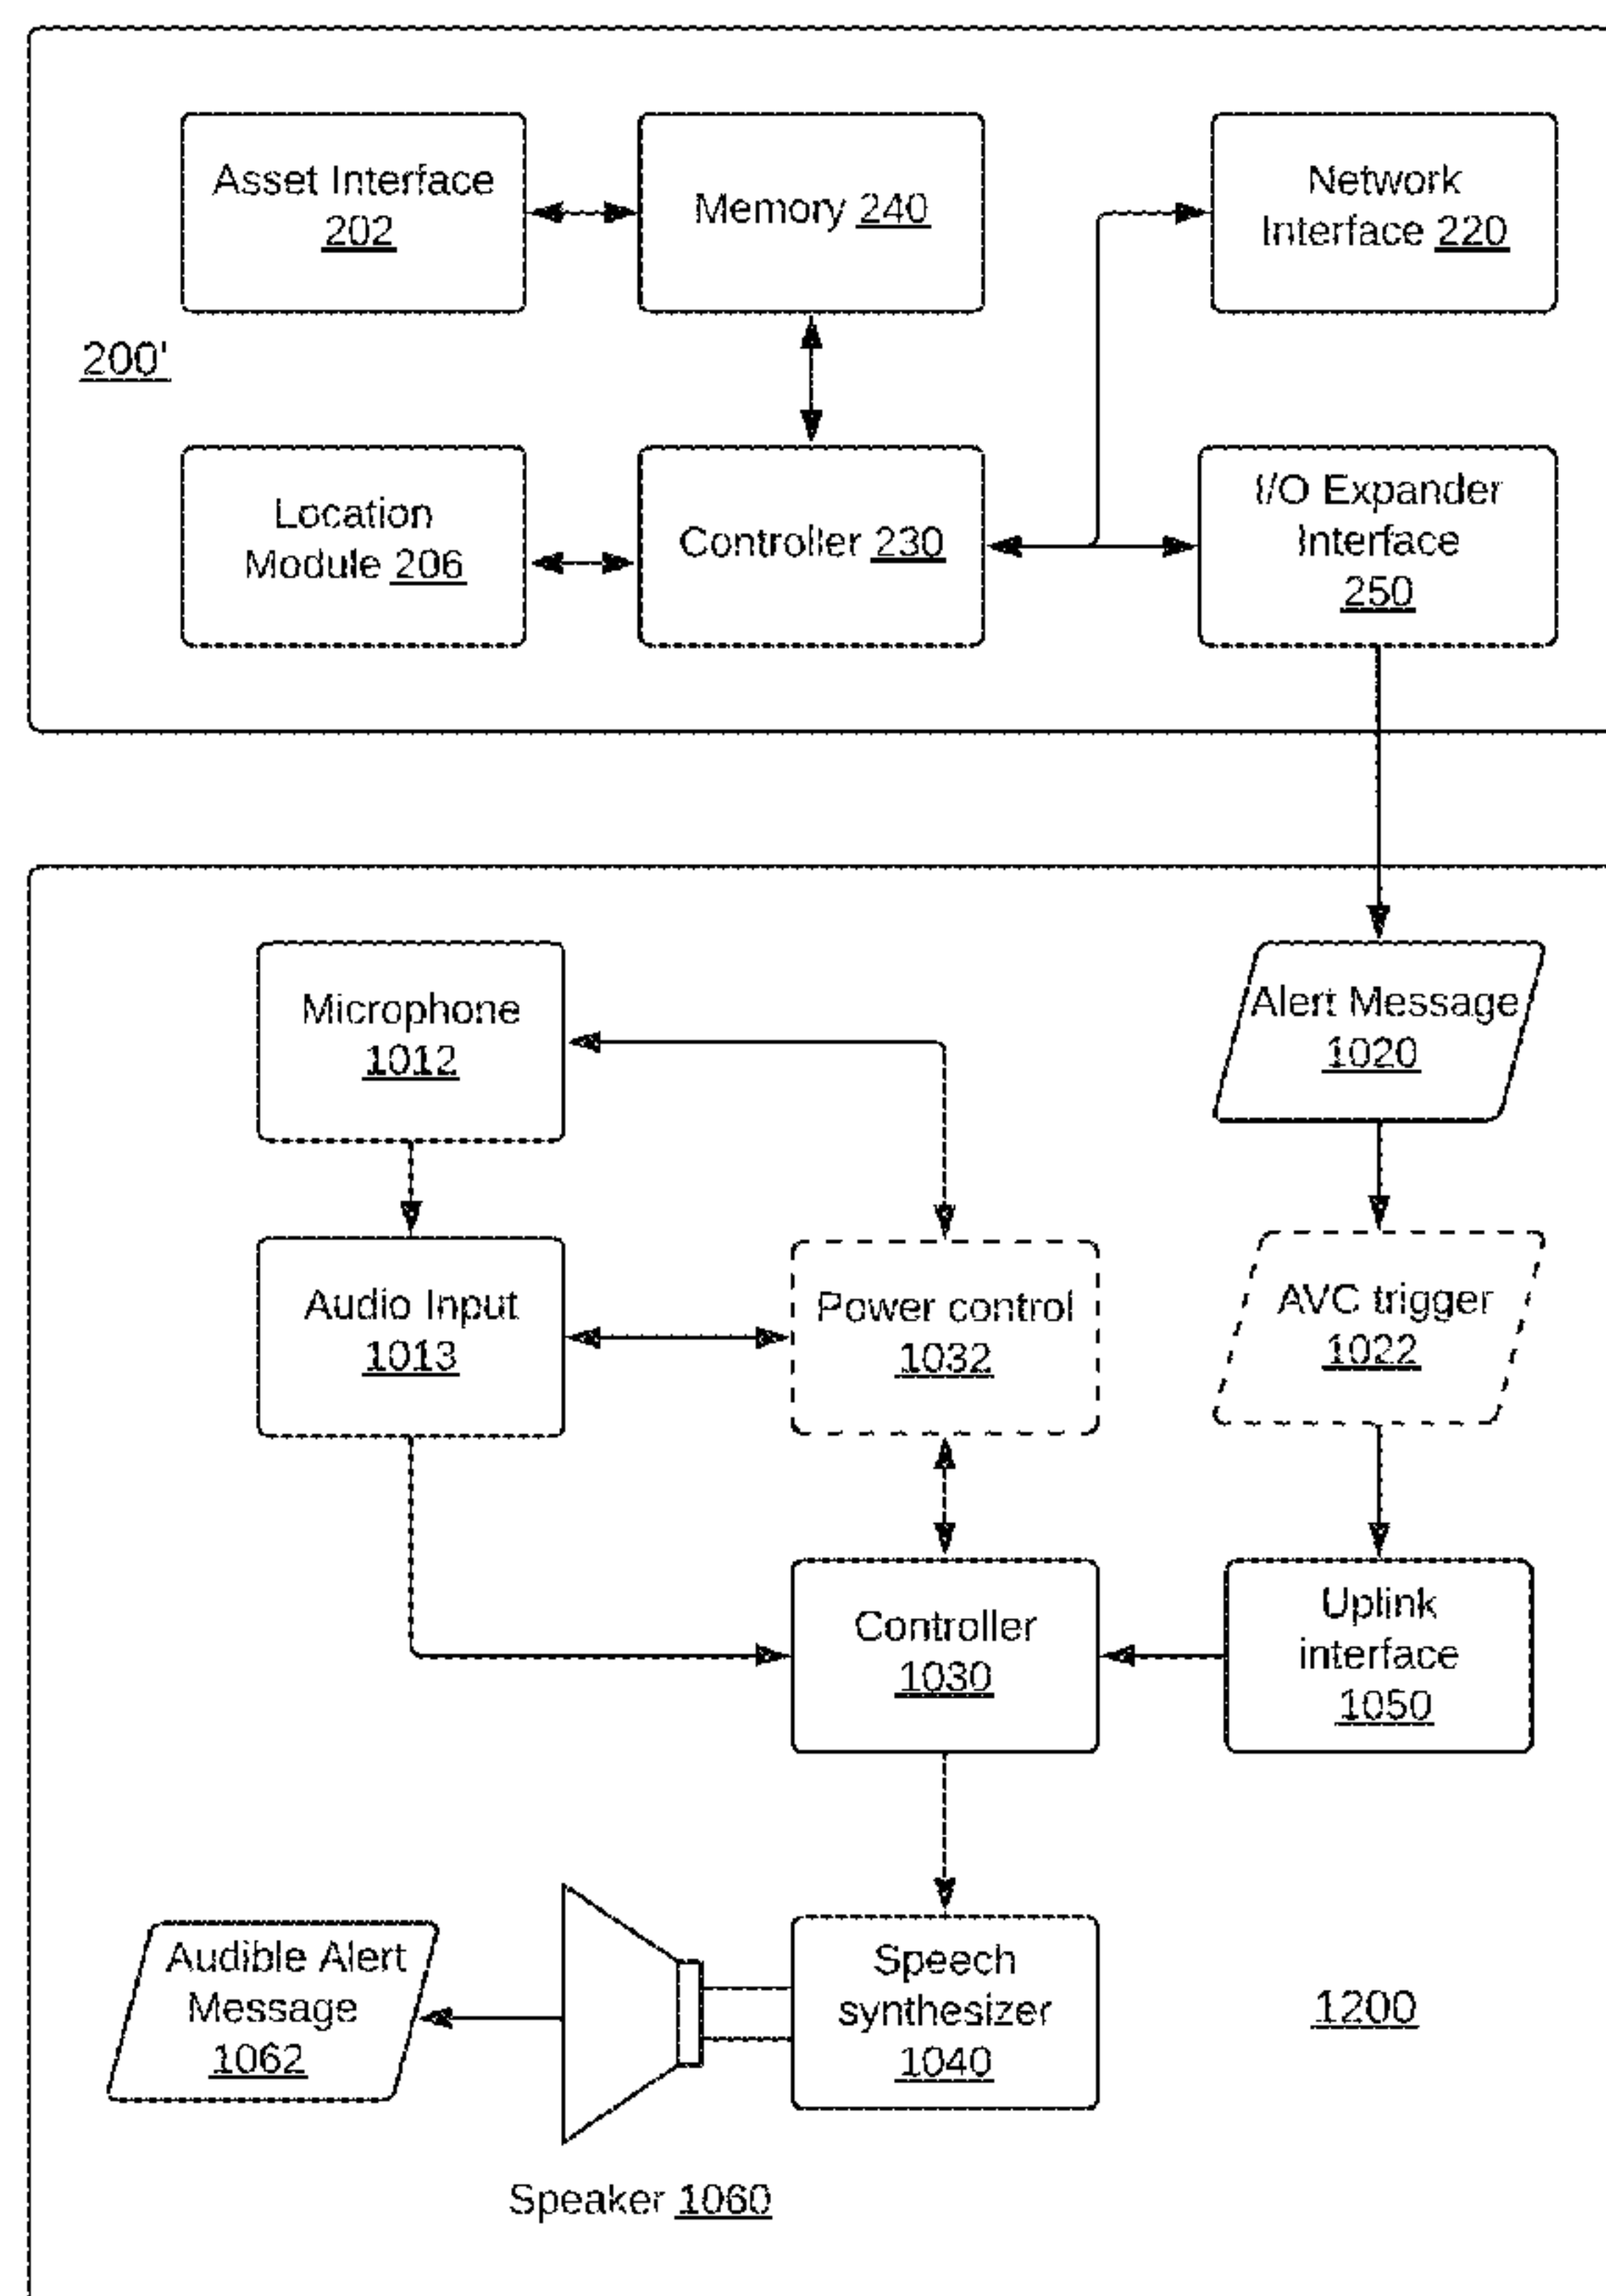 Asset Interface
202
Memory 240
Network
Interface 220
200'
Location
Module 206
Controller 230
I/O Expander
Interface
250
Microphone
1012
Alert Message
1020
Audio Input
1013
Power control
1032
AVC trigger
1022
Controller
1030
Uplink
interface
1050
Audible Alert
Message
1062
Speech
synthesizer
1040
1200
Speaker 1060